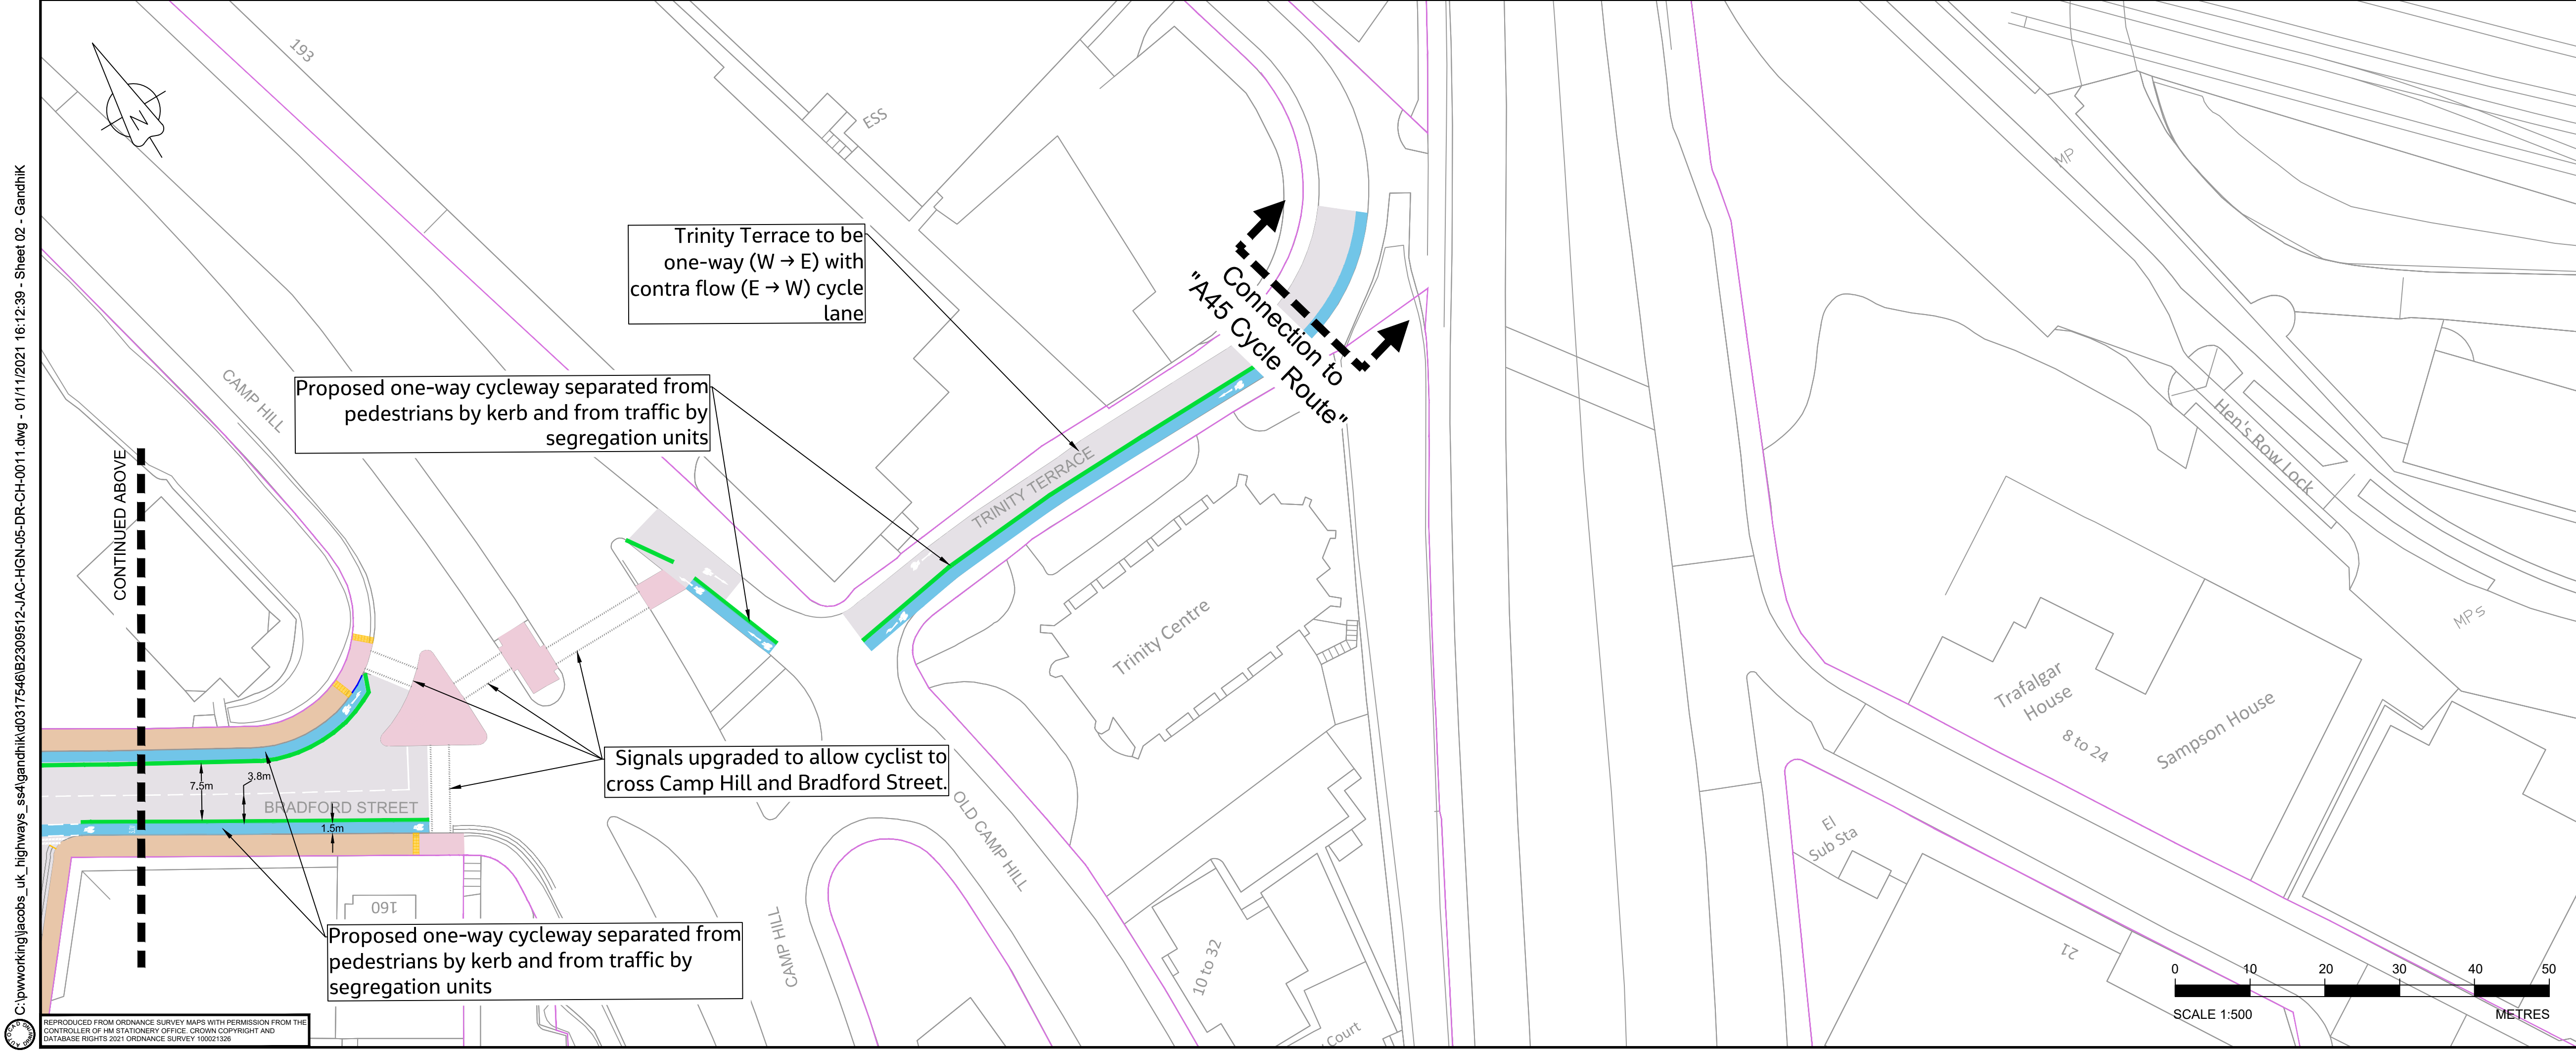 C:\pwworking\jacobs_uk_highways_ss4\gandhik\d0317546\B2309512-JAC-HGN-05-DR-CH-0011.dwg - 01/11/2021 16:12:39 - Sheet 02 - GandhiK
N
193
ESS
CAMP HILL
CONTINUED ABOVE
Trinity Terrace to be
one-way (W → E) with
contra flow (E → W) cycle
lane
Proposed one-way cycleway separated from
pedestrians by kerb and from traffic by
segregation units
Connection to
"A45 Cycle Route"
TRINITY TERRACE
Trinity Centre
Signals upgraded to allow cyclist to
cross Camp Hill and Bradford Street.
7.5m
3.8m
BRADFORD STREET
1.5m
160
Proposed one-way cycleway separated from
pedestrians by kerb and from traffic by
segregation units
CAMP HILL
OLD CAMP HILL
10 to 32
Court
MP
Hen's Row Lock
MPs
Trafalgar
House
8 to 24
Sampson House
El
Sub Sta
21
0 10 20 30 40 50
SCALE 1:500 METRES
REPRODUCED FROM ORDNANCE SURVEY MAPS WITH PERMISSION FROM THE
CONTROLLER OF HM STATIONERY OFFICE. CROWN COPYRIGHT AND
DATABASE RIGHTS 2021 ORDNANCE SURVEY 100021326